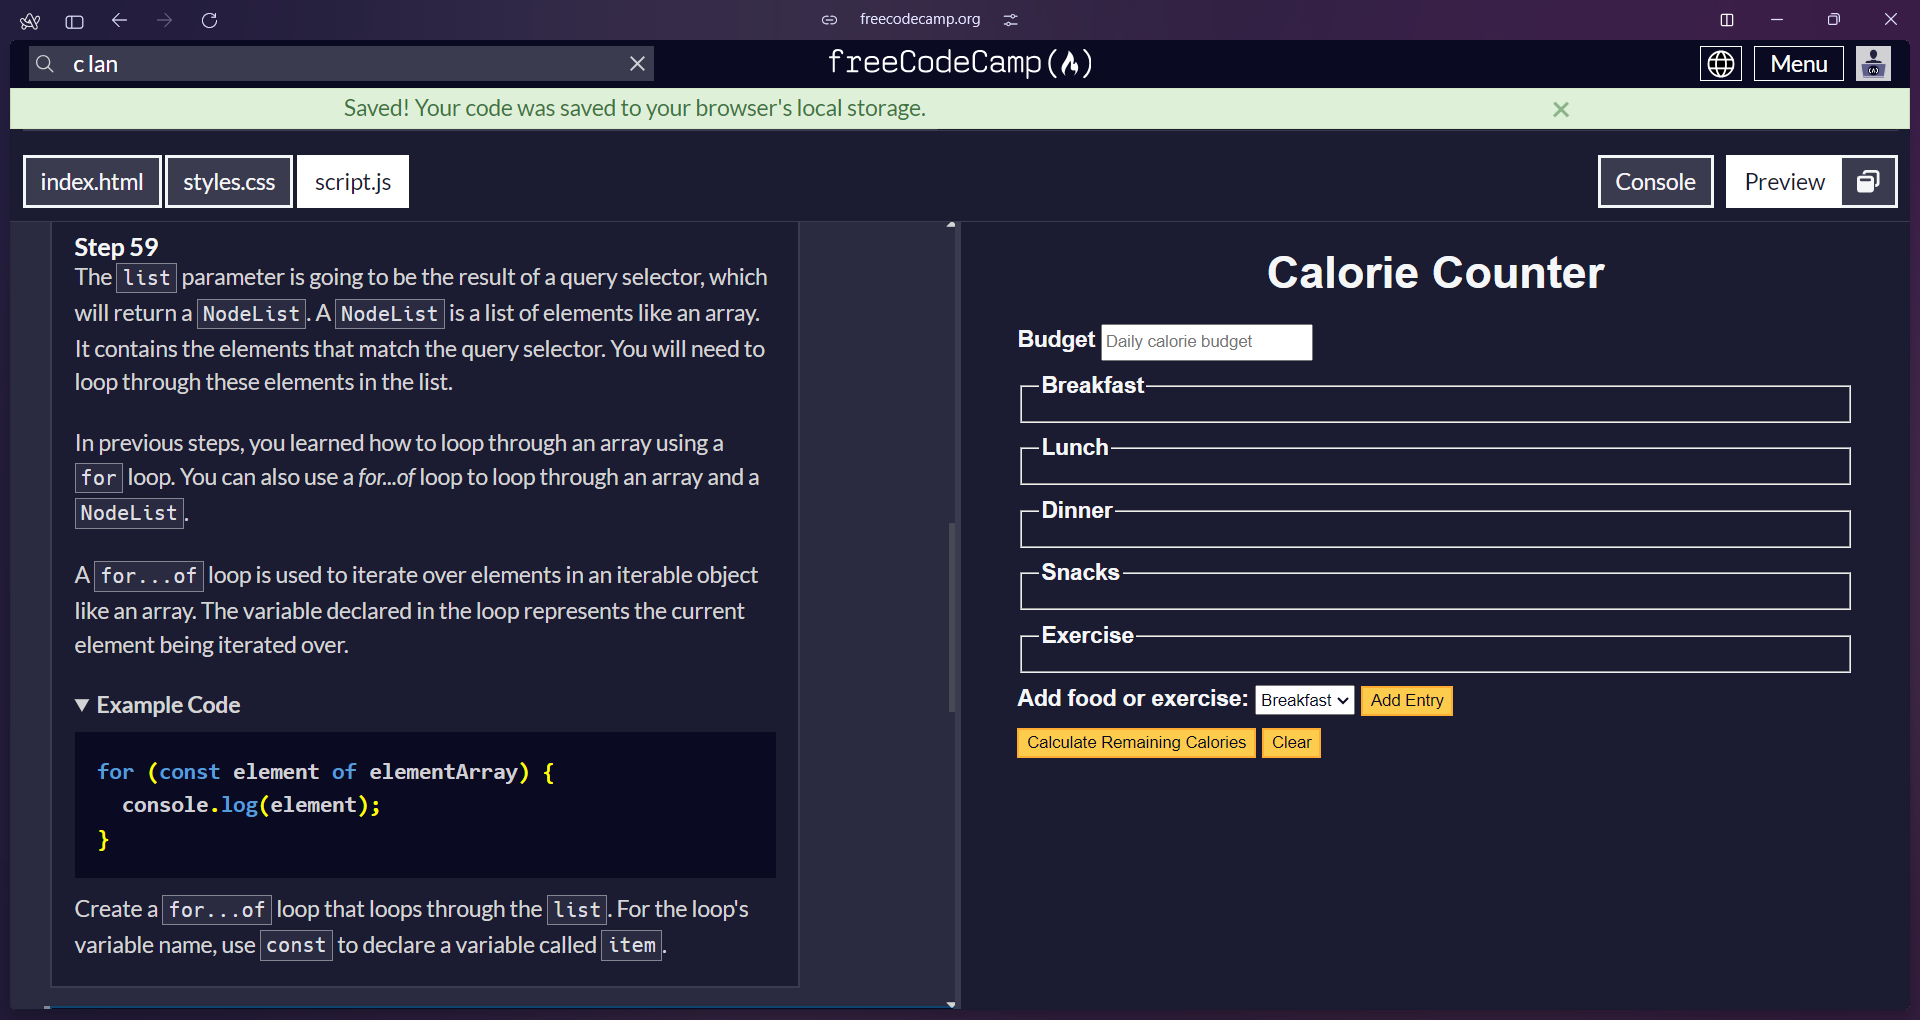 freecodecamp.org
c lan
freeCodeCamp
Menu
Saved! Your code was saved to your browser's local storage.
index.html
styles.css
script.js
Console
Preview
Step 59
The list parameter is going to be the result of a query selector, which
will return a NodeList. A NodeList is a list of elements like an array.
It contains the elements that match the query selector. You will need to
loop through these elements in the list.
In previous steps, you learned how to loop through an array using a
for loop. You can also use a for...of loop to loop through an array and a
NodeList.
A for...of loop is used to iterate over elements in an iterable object
like an array. The variable declared in the loop represents the current
element being iterated over.
Example Code
for (const element of elementArray) {
  console.log(element);
}
Create a for...of loop that loops through the list. For the loop's
variable name, use const to declare a variable called item.
Calorie Counter
Budget Daily calorie budget
Breakfast
Lunch
Dinner
Snacks
Exercise
Add food or exercise: Breakfast Add Entry
Calculate Remaining Calories Clear